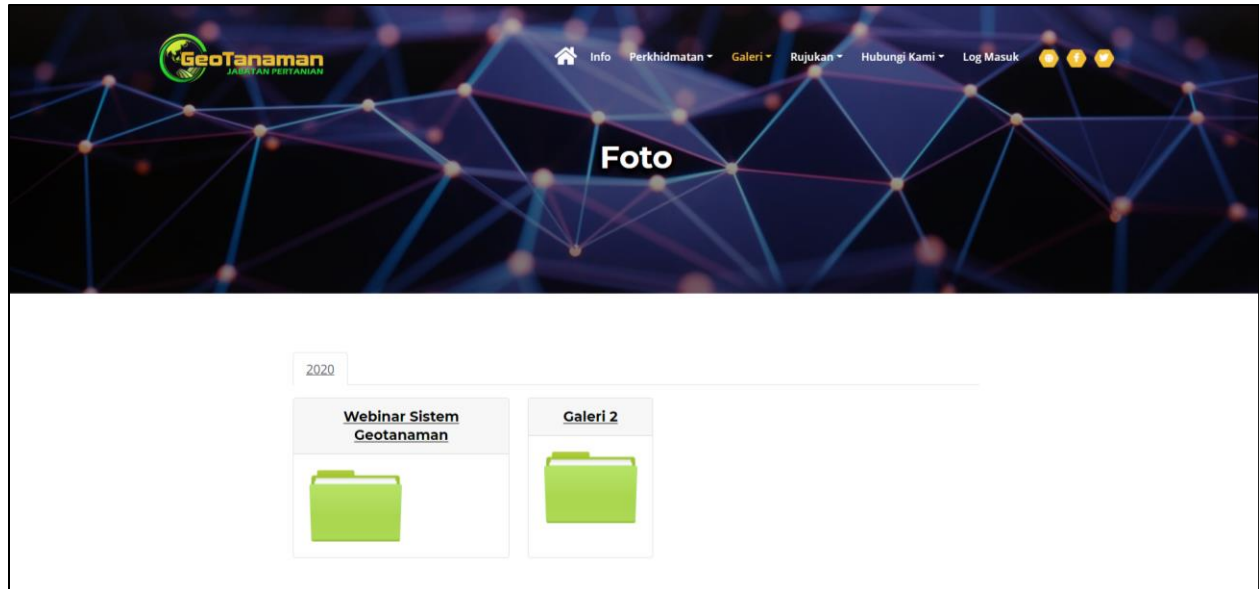 GeoTanaman
JABATAN PERTANIAN
Info Perkhidmatan Galeri Rujukan Hubungi Kami Log Masuk
Foto
2020
Webinar Sistem
Geotanaman
Galeri 2